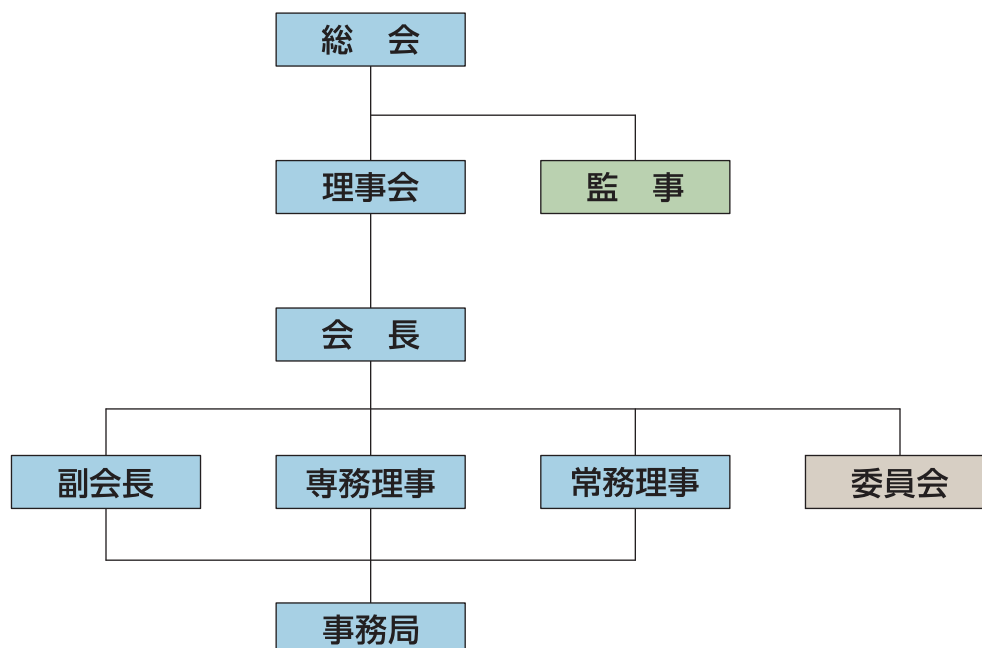 総　会
理事会
監　事
会　長
副会長
専務理事
常務理事
委員会
事務局